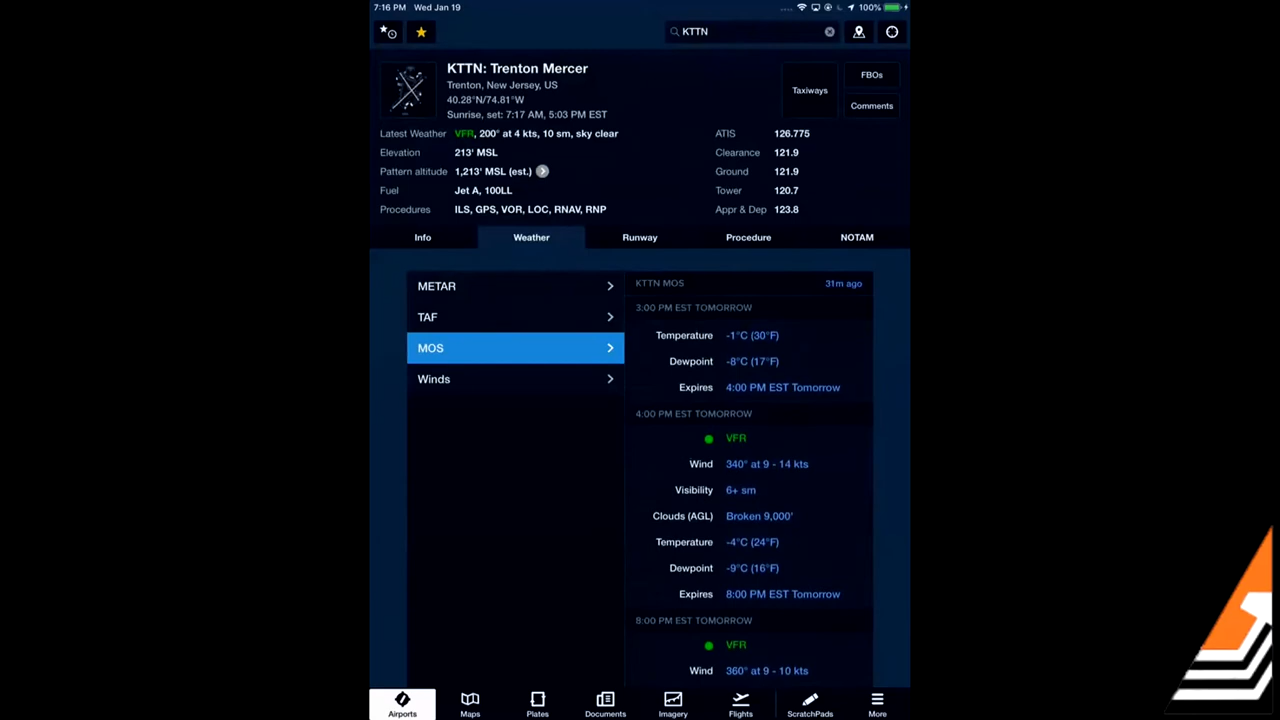 7:16 PM Wed Jan 19 100%
KTTN
KTTN: Trenton Mercer
Trenton, New Jersey, US
40.28°N/74.81°W
Sunrise, set: 7:17 AM, 5:03 PM EST
Taxiways
FBOs
Comments
Latest Weather VFR, 200° at 4 kts, 10 sm, sky clear
Elevation 213' MSL
Pattern altitude 1,213' MSL (est.)
Fuel Jet A, 100LL
Procedures ILS, GPS, VOR, LOC, RNAV, RNP
ATIS 126.775
Clearance 121.9
Ground 121.9
Tower 120.7
Appr & Dep 123.8
Info Weather Runway Procedure NOTAM
METAR
TAF
MOS
Winds
KTTN MOS 31m ago
3:00 PM EST TOMORROW
Temperature -1°C (30°F)
Dewpoint -8°C (17°F)
Expires 4:00 PM EST Tomorrow
4:00 PM EST TOMORROW
VFR
Wind 340° at 9 - 14 kts
Visibility 6+ sm
Clouds (AGL) Broken 9,000'
Temperature -4°C (24°F)
Dewpoint -9°C (16°F)
Expires 8:00 PM EST Tomorrow
8:00 PM EST TOMORROW
VFR
Wind 360° at 9 - 10 kts
Airports Maps Plates Documents Imagery Flights ScratchPads More